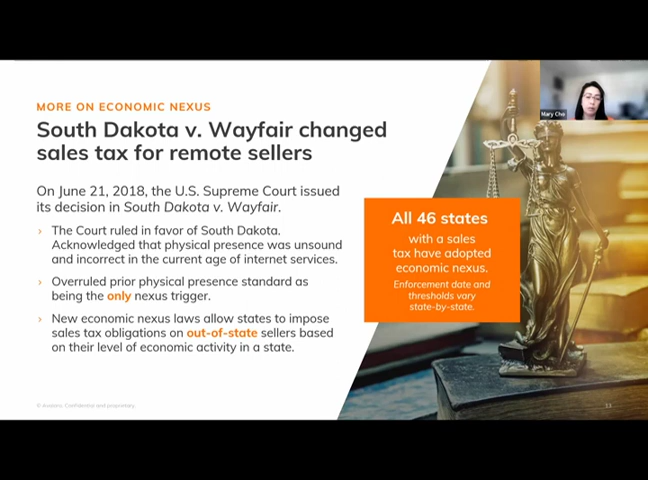 MORE ON ECONOMIC NEXUS
South Dakota v. Wayfair changed
sales tax for remote sellers
On June 21, 2018, the U.S. Supreme Court issued
its decision in South Dakota v. Wayfair.
› The Court ruled in favor of South Dakota.
Acknowledged that physical presence was unsound
and incorrect in the current age of internet services.
› Overruled prior physical presence standard as
being the only nexus trigger.
› New economic nexus laws allow states to impose
sales tax obligations on out-of-state sellers based
on their level of economic activity in a state.
All 46 states
with a sales
tax have adopted
economic nexus.
Enforcement date and
thresholds vary
state-by-state.
Mary Cho
© Avalara. Confidential and proprietary.